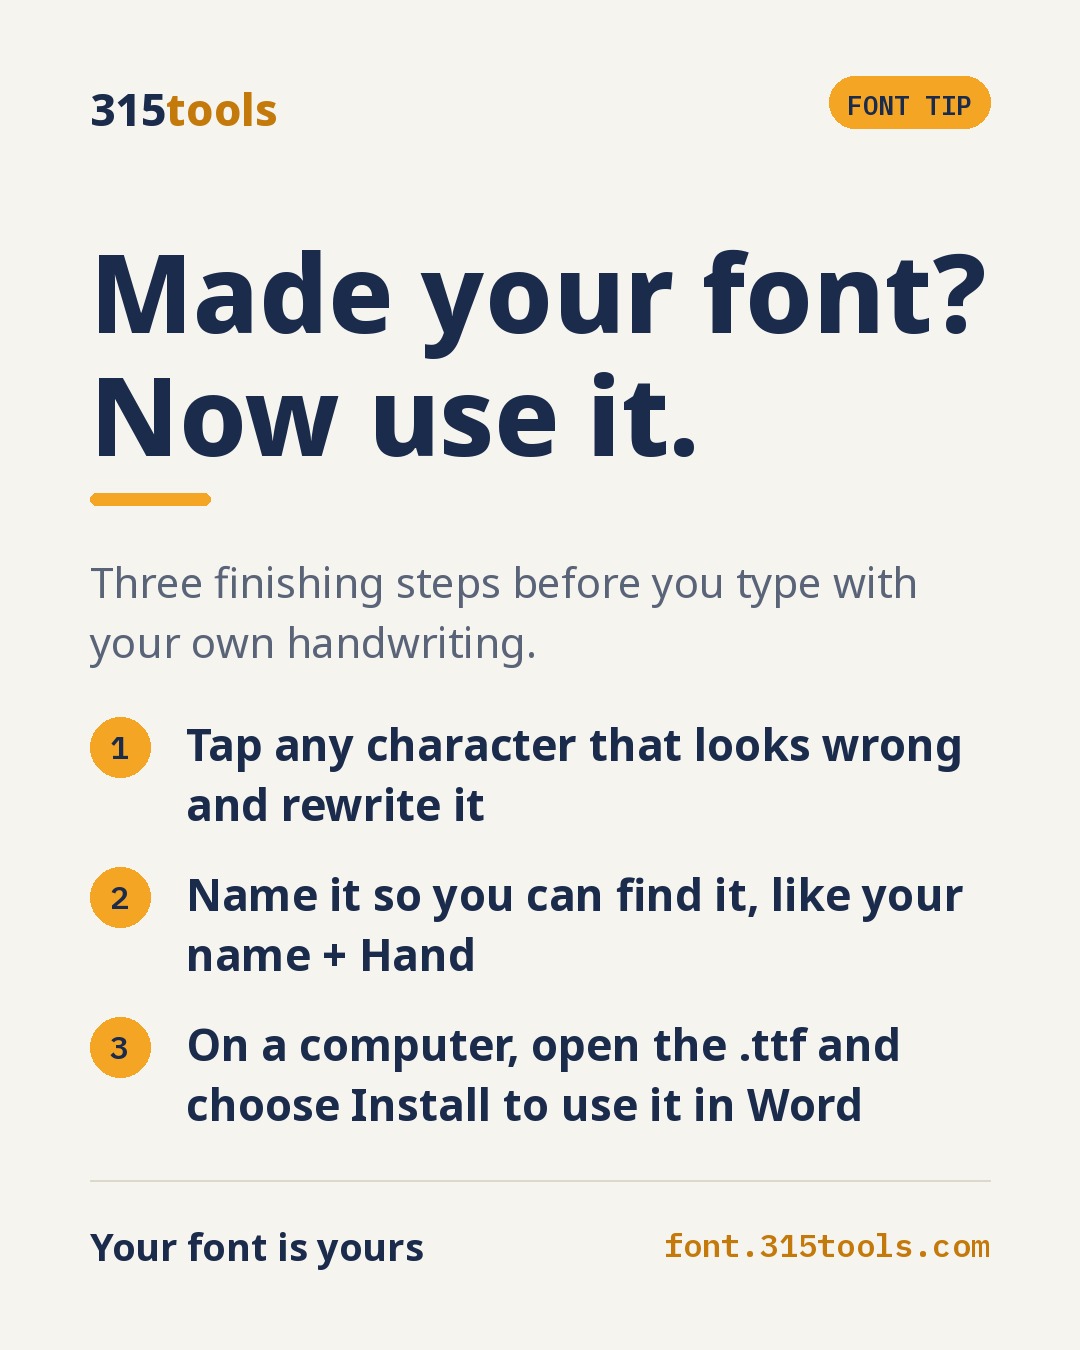 315tools
FONT TIP
Made your font?
Now use it.
Three finishing steps before you type with
your own handwriting.
1 Tap any character that looks wrong
and rewrite it
2 Name it so you can find it, like your
name + Hand
3 On a computer, open the .ttf and
choose Install to use it in Word
Your font is yours
font.315tools.com